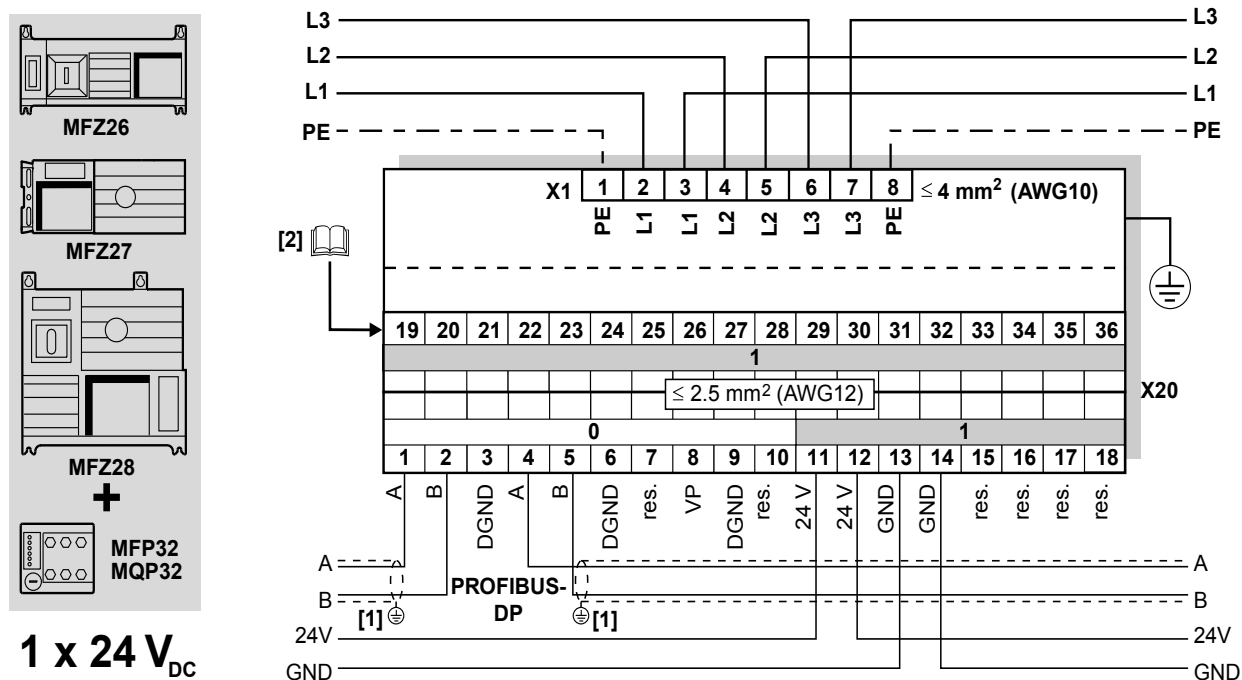 MFZ26
MFZ27
MFZ28
+
MFP32
MQP32
1 x 24 V DC
L3 L3
L2 L2
L1 L1
PE PE
X1 1 2 3 4 5 6 7 8 ≤ 4 mm² (AWG10)
PE L1 L1 L2 L2 L3 L3 PE
[2]
19 20 21 22 23 24 25 26 27 28 29 30 31 32 33 34 35 36
1
≤ 2.5 mm² (AWG12) X20
0 1
1 2 3 4 5 6 7 8 9 10 11 12 13 14 15 16 17 18
A B DGND A B DGND res. VP DGND res. 24 V 24 V GND GND res. res. res. res.
A A
B PROFIBUS- B
[1] DP [1]
24V 24V
GND GND